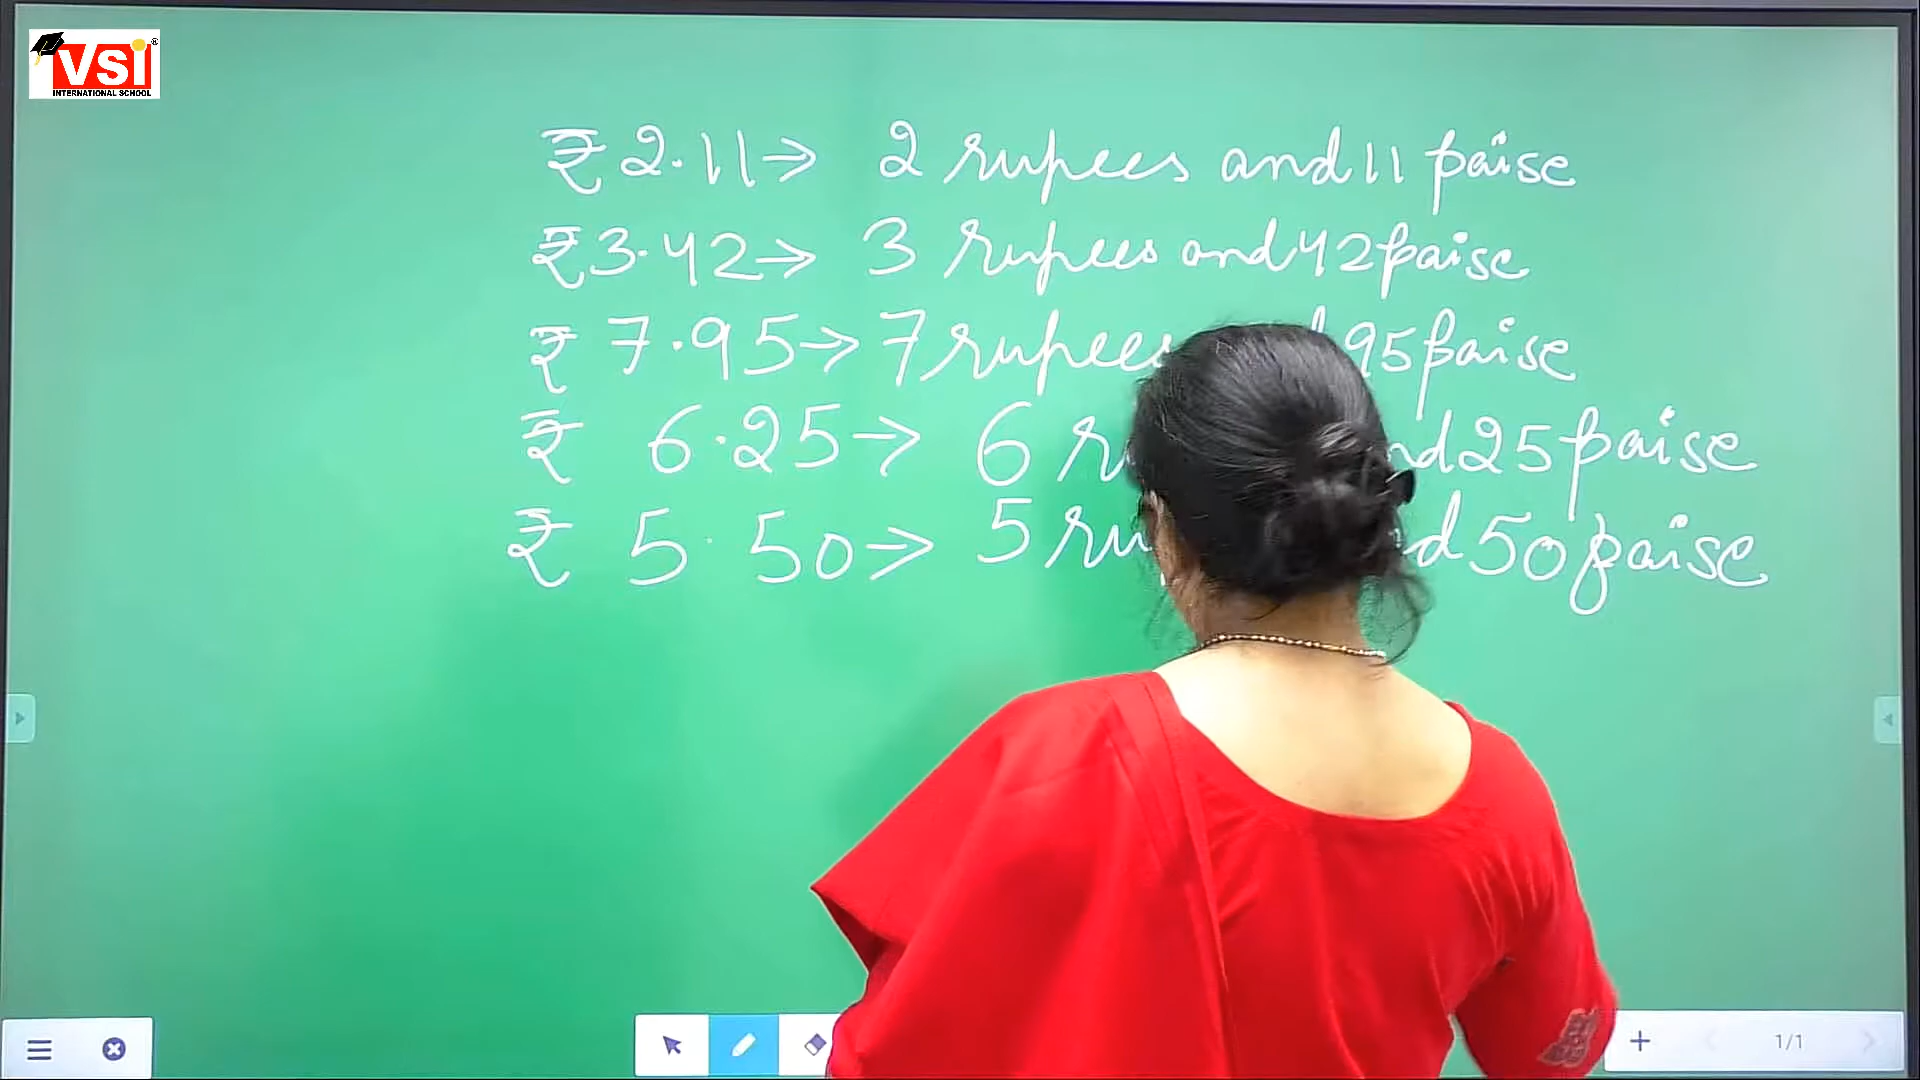 VSI
INTERNATIONAL SCHOOL
₹ 2.11 → 2 rupees and 11 paise
₹ 3.42 → 3 rupees and 42 paise
₹ 7.95 → 7 rupees 95 paise
₹ 6.25 → 6 25 paise
₹ 5.50 → 5 50 paise
1/1